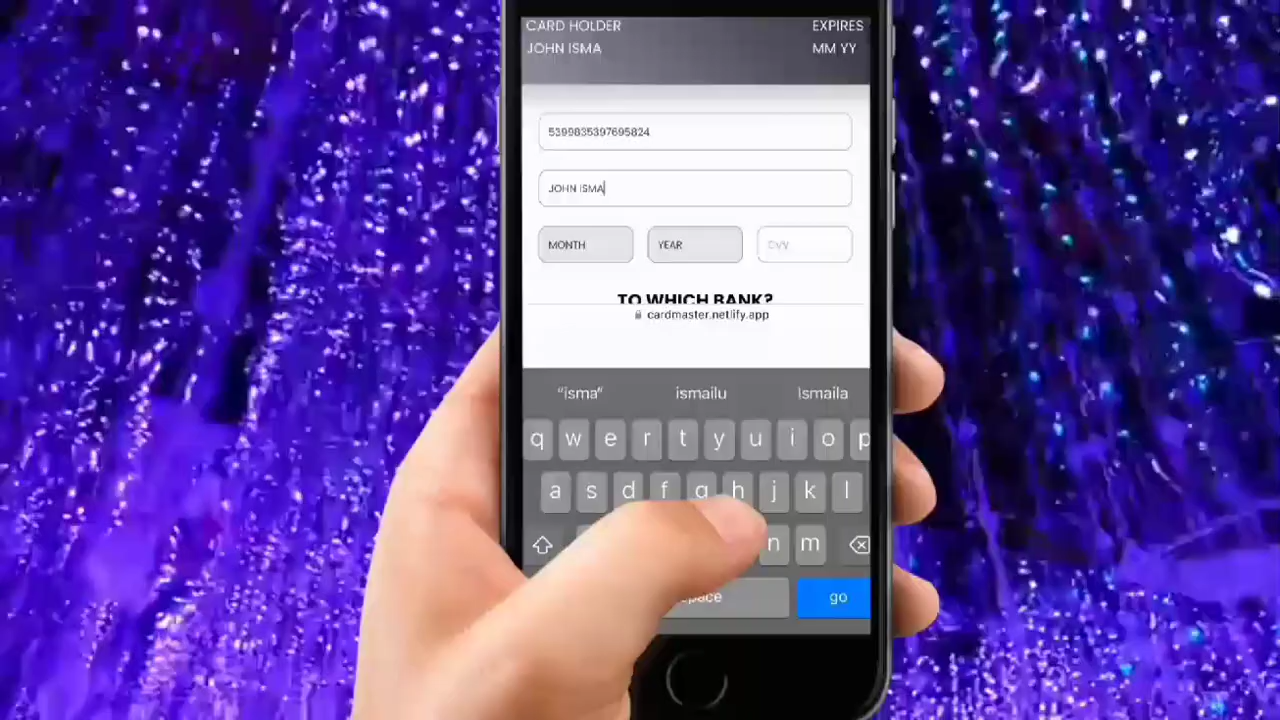 CARD HOLDER EXPIRES
JOHN ISMA MM YY
5399835397695824
JOHN ISMA
MONTH YEAR CVV
TO WHICH BANK?
cardmaster.netlify.app
“isma” ismailu Ismaila
q w e r t y u i o p
a s d f g h j k l
n m
space go